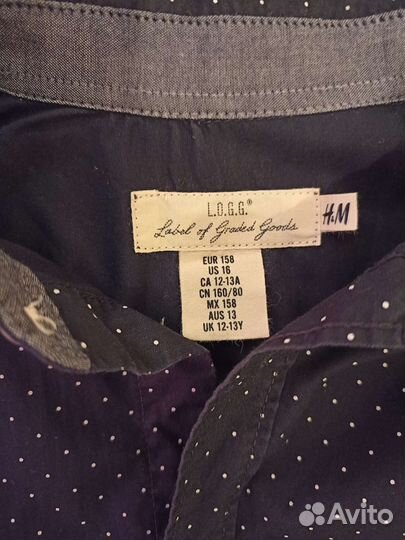 L.O.G.G.®
Label of Graded Goods
H&M
EUR 158
US 16
CA 12-13A
CN 160/80
MX 158
AUS 13
UK 12-13Y
Avito